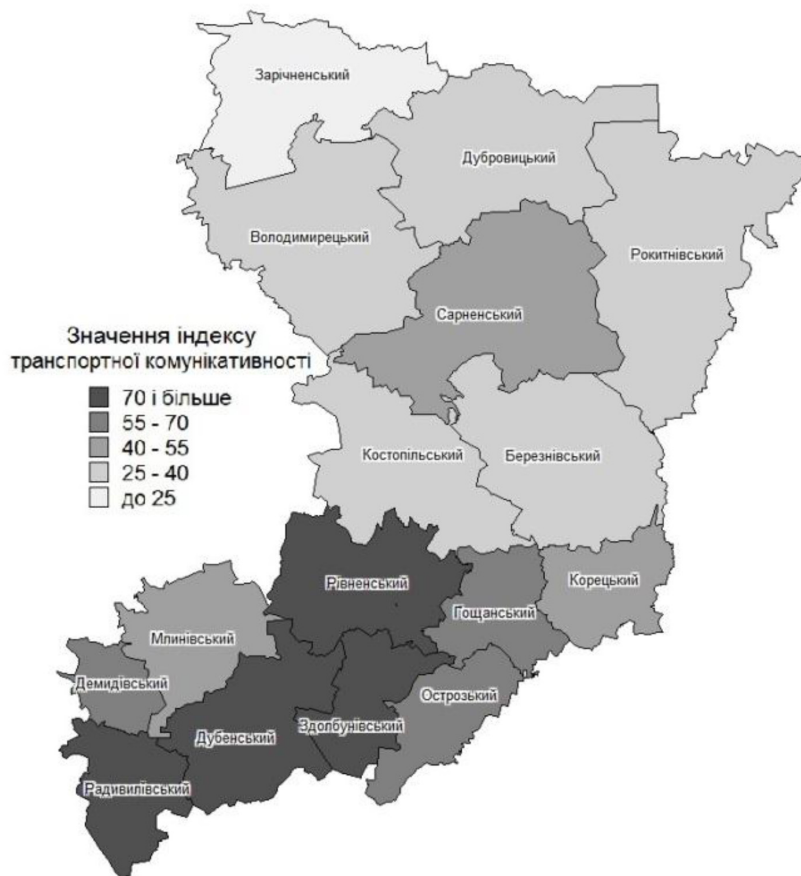 Зарічненський
Дубровицький
Володимирецький
Рокитнівський
Сарненський
Значення індексу
транспортної комунікативності
70 і більше
55 - 70
40 - 55
25 - 40
до 25
Костопільський
Березнівський
Рівненський
Корецький
Гощанський
Млинівський
Демидівський
Острозький
Здолбунівський
Дубенський
Радивилівський